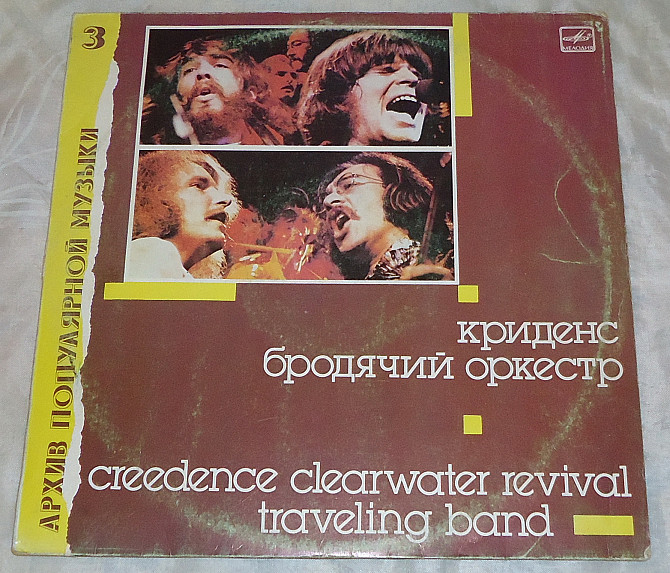 3
МЕЛОДИЯ
АРХИВ ПОПУЛЯРНОЙ МУЗЫКИ
криденс
бродячий оркестр
creedence clearwater revival
traveling band